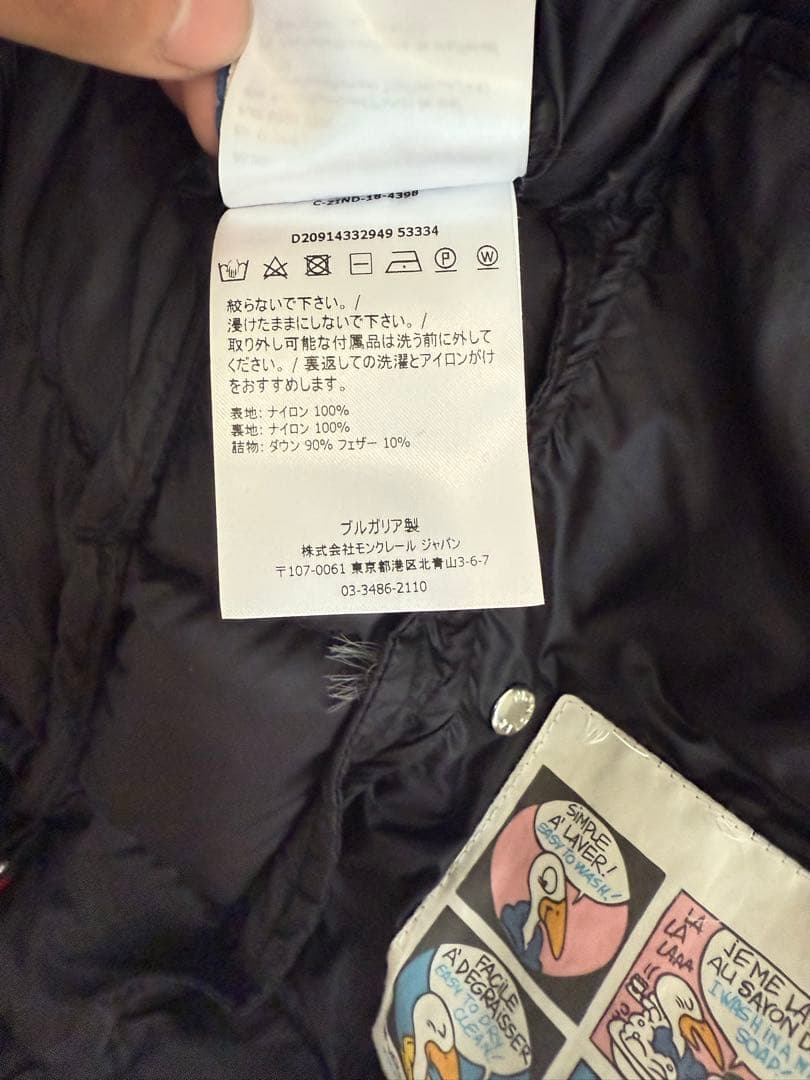 C-21ND-18-4398
D20914332949 53334
P
W
絞らないで下さい。/
浸けたままにしないで下さい。/
取り外し可能な付属品は洗う前に外して
ください。/ 裏返しての洗濯とアイロンがけ
をおすすめします。
表地: ナイロン 100%
裏地: ナイロン 100%
詰物: ダウン 90% フェザー 10%
ブルガリア製
株式会社モンクレール ジャパン
〒107-0061 東京都港区北青山3-6-7
03-3486-2110
SIMPLE
A' LAVER!
EASY TO WASH!
FACILE
A' DEGRAISSER
EASY TO DRY
CLEAN!
LA
LA
LAAA
JE ME LA
AU SAVON D
I WASH IN A
SOAP!